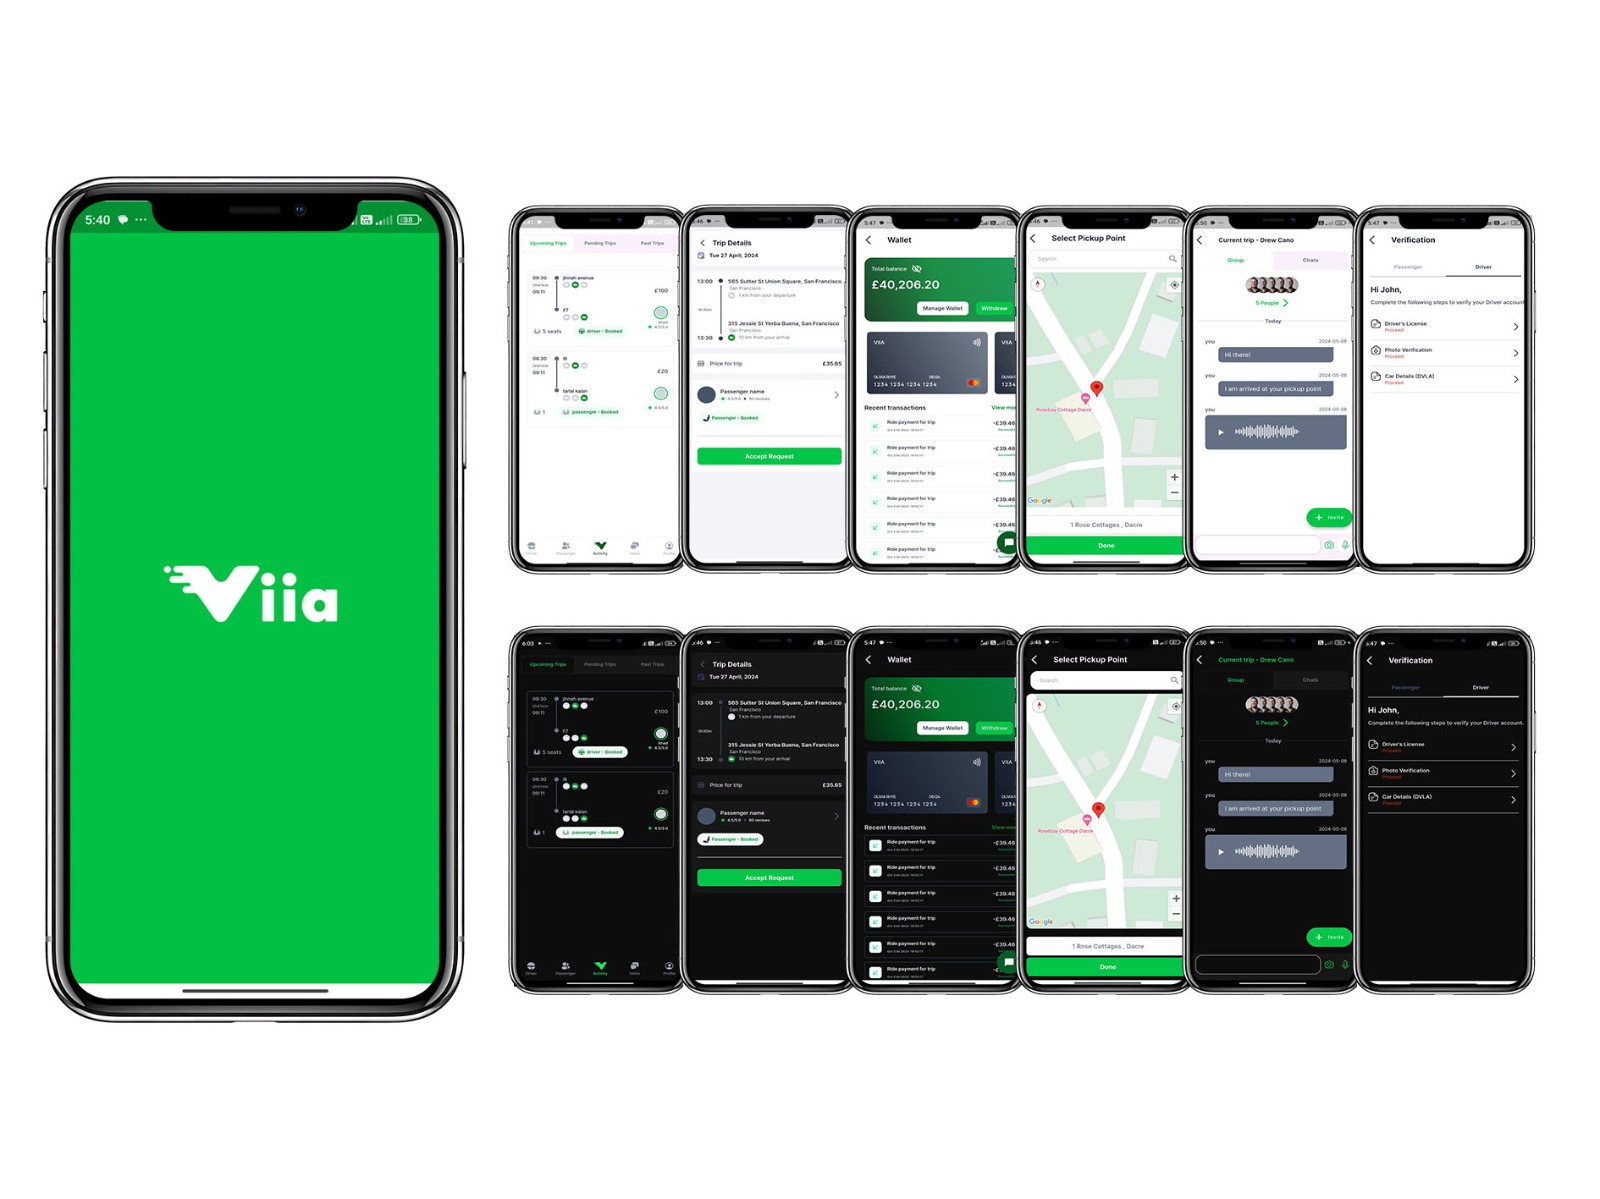 5:40
38
Viia
Upcoming Trips
Pending Trips
Past Trips
08:30
jinnah avenue
09:11
£100
F7
5 seats
driver - Booked
08:30
09:11
£20
1
passenger - Booked
Activity
Trip Details
Tue 27 April, 2024
13:00
565 Sutter St Union Square, San Francisco
San Francisco
1 km from your departure
315 Jessie St Yerba Buena, San Francisco
San Francisco
13:30
10 km from your arrival
Price for trip
£35.65
Passenger name
Passenger - Booked
Accept Request
5:47
Wallet
Total balance
£40,206.20
Manage Wallet
Withdraw
VIIA
VIIA
1234 1234 1234 1234
Recent transactions
Ride payment for trip
-£39.46
Ride payment for trip
-£39.46
Ride payment for trip
-£39.46
Ride payment for trip
-£39.46
Ride payment for trip
-£39.46
Ride payment for trip
Select Pickup Point
Search
Rosebay Cottage Dacre
Google
1 Rose Cottages , Dacre
Done
Current trip - Drew Cano
Group
Chats
5 People
Today
you
2024-05-08
Hi there!
you
2024-05-08
I am arrived at your pickup point
you
2024-05-08
+ Invite
5:47
Verification
Passenger
Driver
Hi John,
Complete the following steps to verify your Driver account
Driver's License
Proceed
Photo Verification
Proceed
Car Details (DVLA)
Proceed
6:03
Upcoming Trips
Pending Trips
Past Trips
08:30
jinnah avenue
09:11
£100
F7
5 seats
driver - Booked
08:30
09:11
£20
1
passenger - Booked
Activity
Trip Details
Tue 27 April, 2024
13:00
565 Sutter St Union Square, San Francisco
San Francisco
1 km from your departure
315 Jessie St Yerba Buena, San Francisco
San Francisco
13:30
10 km from your arrival
Price for trip
£35.65
Passenger name
Passenger - Booked
Accept Request
5:47
Wallet
Total balance
£40,206.20
Manage Wallet
Withdraw
VIIA
VIIA
1234 1234 1234 1234
Recent transactions
Ride payment for trip
-£39.46
Ride payment for trip
-£39.46
Ride payment for trip
-£39.46
Ride payment for trip
-£39.46
Ride payment for trip
-£39.46
Ride payment for trip
Select Pickup Point
Search
Rosebay Cottage Dacre
Google
1 Rose Cottages , Dacre
Done
Current trip - Drew Cano
Group
Chats
5 People
Today
you
2024-05-08
Hi there!
you
2024-05-08
I am arrived at your pickup point
you
2024-05-08
+ Invite
Verification
Passenger
Driver
Hi John,
Complete the following steps to verify your Driver account.
Driver's License
Proceed
Photo Verification
Proceed
Car Details (DVLA)
Proceed